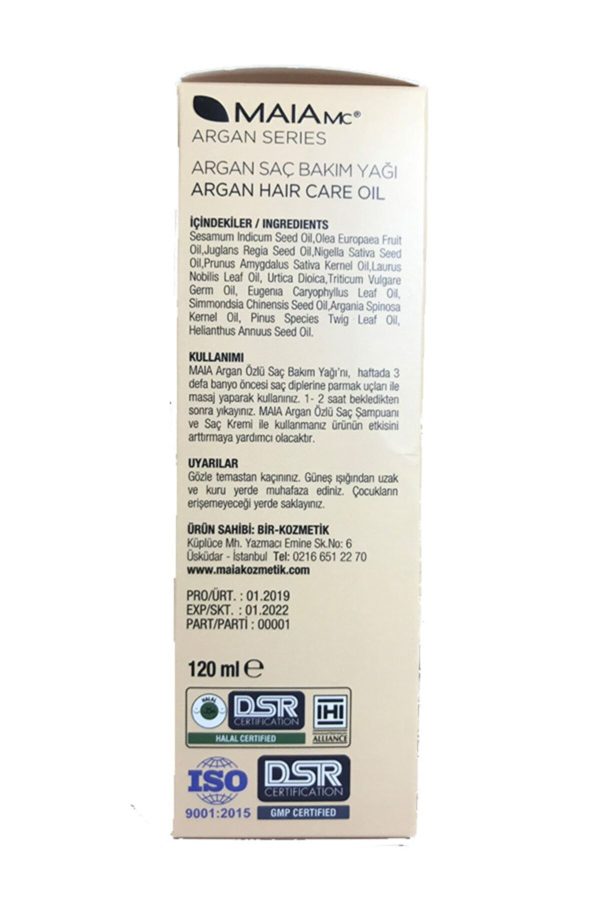 MAIA MC®
ARGAN SERIES
ARGAN SAÇ BAKIM YAĞI
ARGAN HAIR CARE OIL
İÇİNDEKİLER / INGREDIENTS
Sesamum Indicum Seed Oil,Olea Europaea Fruit
Oil,Juglans Regia Seed Oil,Nigella Sativa Seed
Oil,Prunus Amygdalus Sativa Kernel Oil,Laurus
Nobilis Leaf Oil, Urtica Dioica,Triticum Vulgare
Germ Oil, Eugenıa Caryophyllus Leaf Oil,
Simmondsia Chinensis Seed Oil,Argania Spinosa
Kernel Oil, Pinus Species Twig Leaf Oil,
Helianthus Annuus Seed Oil.
KULLANIMI
MAIA Argan Özlü Saç Bakım Yağı'nı, haftada 3
defa banyo öncesi saç diplerine parmak uçları ile
masaj yaparak kullanınız. 1- 2 saat bekledikten
sonra yıkayınız. MAIA Argan Özlü Saç Şampuanı
ve Saç Kremi ile kullanmanız ürünün etkisini
arttırmaya yardımcı olacaktır.
UYARILAR
Gözle temastan kaçınınız. Güneş ışığından uzak
ve kuru yerde muhafaza ediniz. Çocukların
erişemeyeceği yerde saklayınız.
ÜRÜN SAHİBİ: BİR-KOZMETİK
Küplüce Mh. Yazmacı Emine Sk.No: 6
Üsküdar - İstanbul Tel: 0216 651 22 70
www.maiakozmetik.com
PRO/ÜRT. : 01.2019
EXP/SKT. : 01.2022
PART/PARTİ : 00001
120 ml ℮
HALAL
DSR
CERTIFICATION
HALAL CERTIFIED
IHI
ALLIANCE
ISO
9001:2015
DSR
CERTIFICATION
GMP CERTIFIED